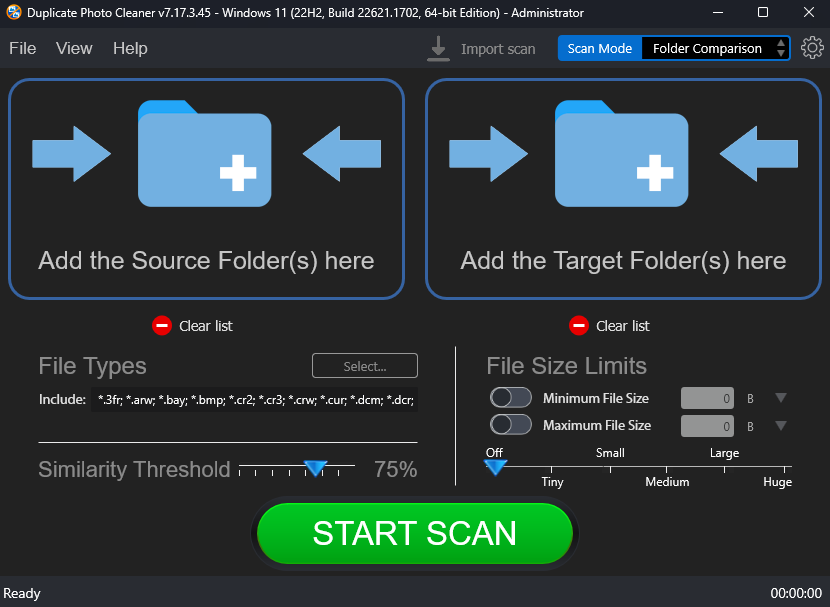 Duplicate Photo Cleaner v7.17.3.45 - Windows 11 (22H2, Build 22621.1702, 64-bit Edition) - Administrator
File View Help Import scan Scan Mode Folder Comparison
Add the Source Folder(s) here
Add the Target Folder(s) here
Clear list
Clear list
File Types Select...
Include: *.3fr; *.arw; *.bay; *.bmp; *.cr2; *.cr3; *.crw; *.cur; *.dcm; *.dcr;
Similarity Threshold 75%
File Size Limits
Minimum File Size 0 B
Maximum File Size 0 B
Off Small Large
Tiny Medium Huge
START SCAN
Ready 00:00:00